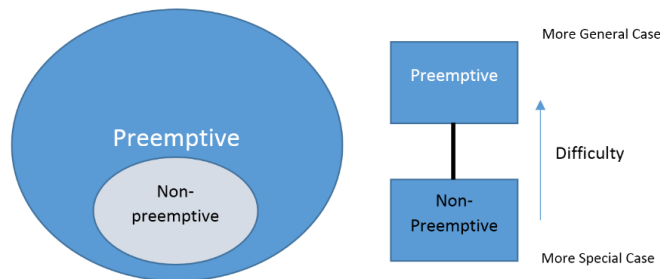 Preemptive
Non-
preemptive
More General Case
Preemptive
Difficulty
Non-
Preemptive
More Special Case